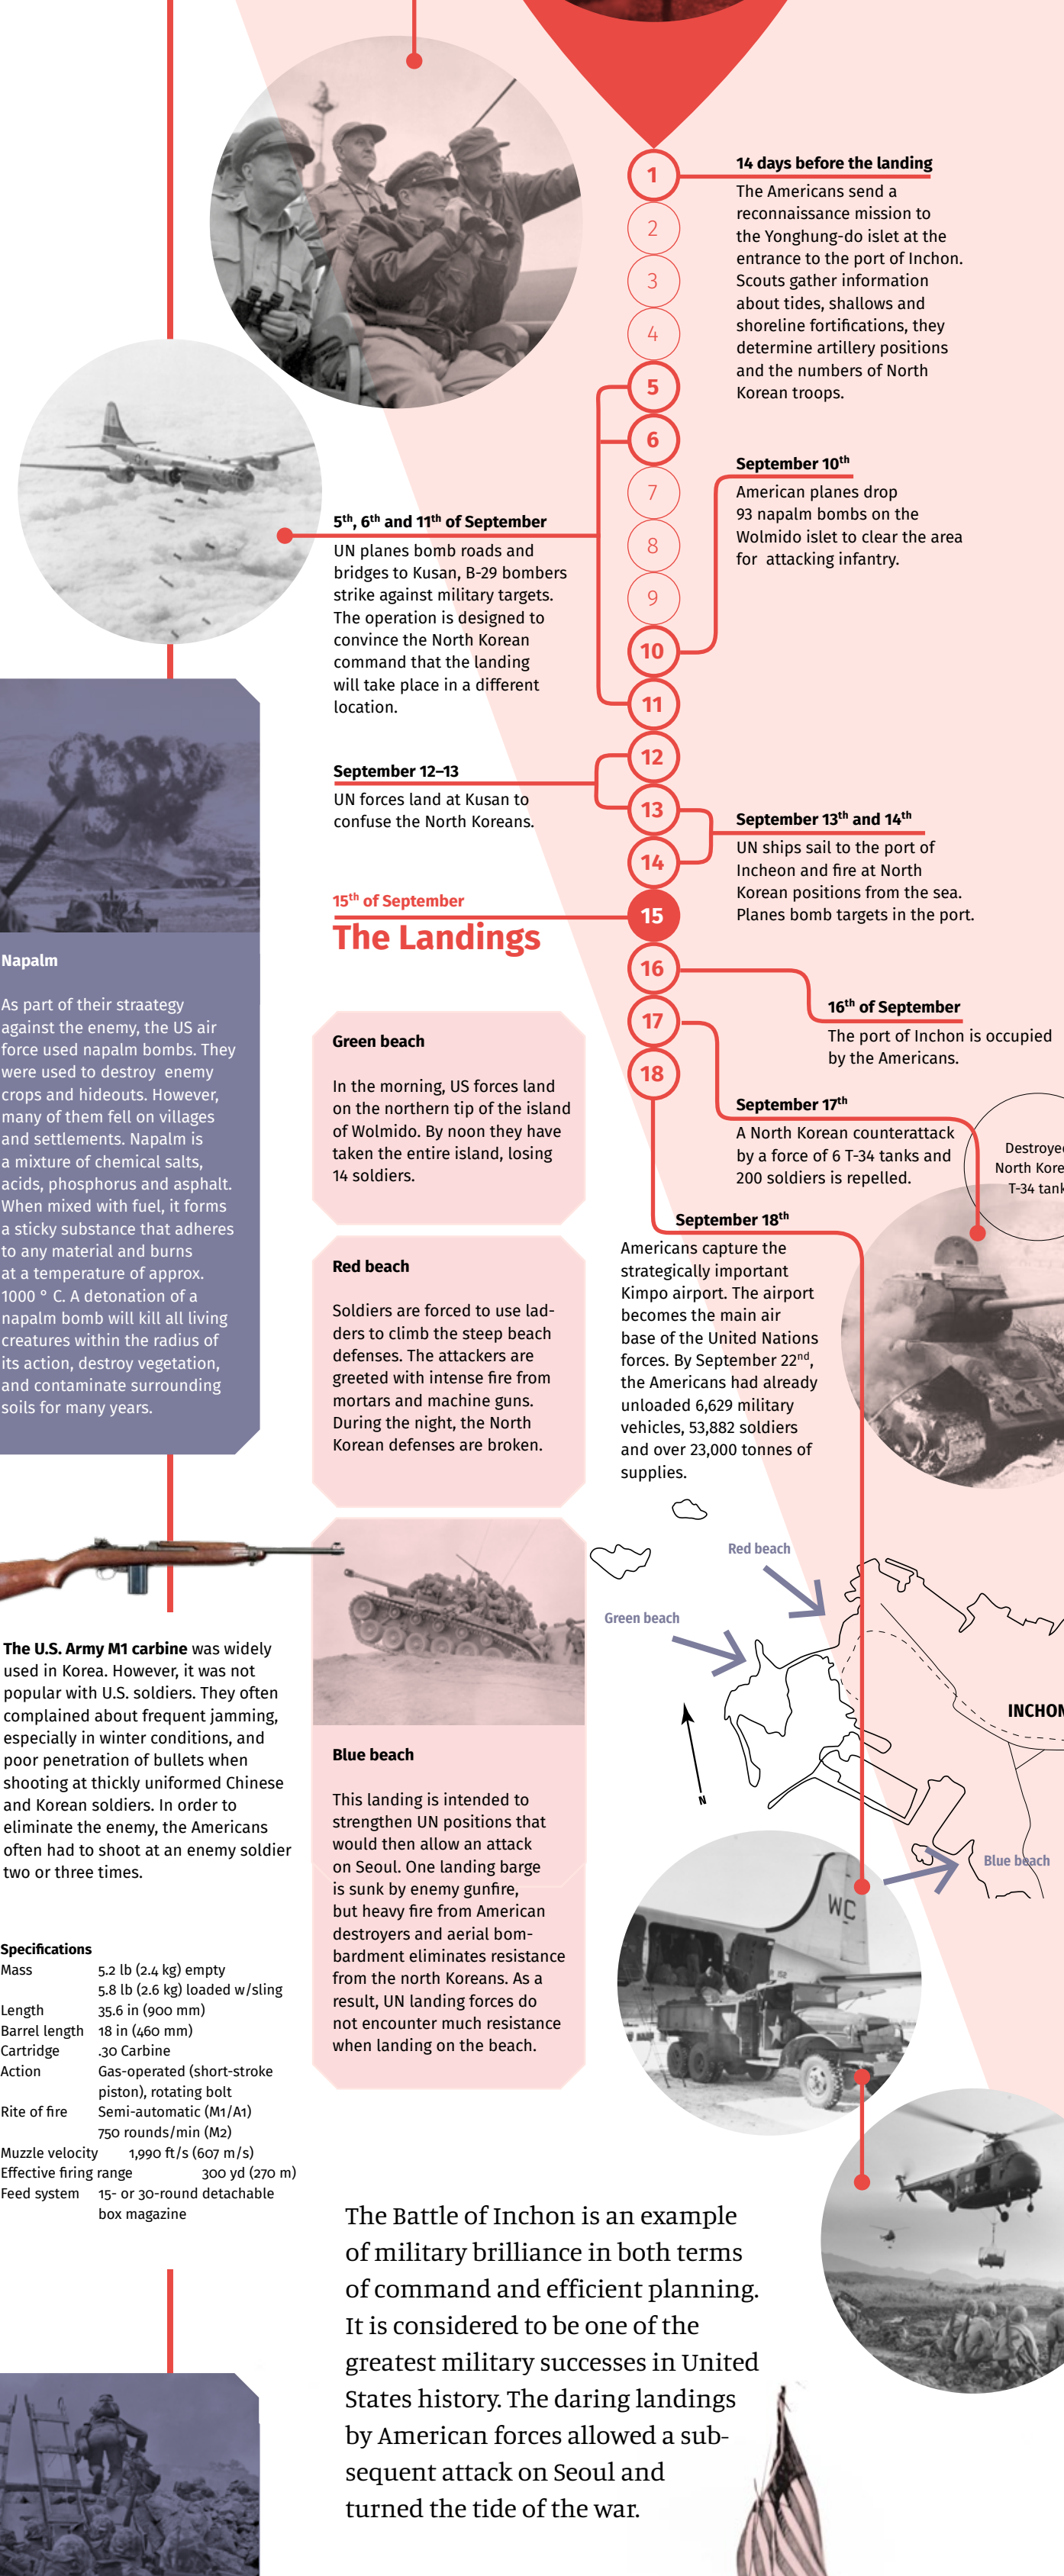 1
2
3
4
5
6
7
8
9
10
11
12
13
14
15
16
17
18
14 days before the landing
The Americans send a
reconnaissance mission to
the Yonghung-do islet at the
entrance to the port of Inchon.
Scouts gather information
about tides, shallows and
shoreline fortifications, they
determine artillery positions
and the numbers of North
Korean troops.
September 10th
American planes drop
93 napalm bombs on the
Wolmido islet to clear the area
for attacking infantry.
5th, 6th and 11th of September
UN planes bomb roads and
bridges to Kusan, B-29 bombers
strike against military targets.
The operation is designed to
convince the North Korean
command that the landing
will take place in a different
location.
September 12–13
UN forces land at Kusan to
confuse the North Koreans.
September 13th and 14th
UN ships sail to the port of
Incheon and fire at North
Korean positions from the sea.
Planes bomb targets in the port.
15th of September
The Landings
16th of September
The port of Inchon is occupied
by the Americans.
September 17th
A North Korean counterattack
by a force of 6 T-34 tanks and
200 soldiers is repelled.
Destroye
North Kore
T-34 tank
September 18th
Americans capture the
strategically important
Kimpo airport. The airport
becomes the main air
base of the United Nations
forces. By September 22nd,
the Americans had already
unloaded 6,629 military
vehicles, 53,882 soldiers
and over 23,000 tonnes of
supplies.
Napalm
As part of their straategy
against the enemy, the US air
force used napalm bombs. They
were used to destroy enemy
crops and hideouts. However,
many of them fell on villages
and settlements. Napalm is
a mixture of chemical salts,
acids, phosphorus and asphalt.
When mixed with fuel, it forms
a sticky substance that adheres
to any material and burns
at a temperature of approx.
1000 ° C. A detonation of a
napalm bomb will kill all living
creatures within the radius of
its action, destroy vegetation,
and contaminate surrounding
soils for many years.
Green beach
In the morning, US forces land
on the northern tip of the island
of Wolmido. By noon they have
taken the entire island, losing
14 soldiers.
Red beach
Soldiers are forced to use lad-
ders to climb the steep beach
defenses. The attackers are
greeted with intense fire from
mortars and machine guns.
During the night, the North
Korean defenses are broken.
Blue beach
This landing is intended to
strengthen UN positions that
would then allow an attack
on Seoul. One landing barge
is sunk by enemy gunfire,
but heavy fire from American
destroyers and aerial bom-
bardment eliminates resistance
from the north Koreans. As a
result, UN landing forces do
not encounter much resistance
when landing on the beach.
Red beach
Green beach
INCHON
N
Blue beach
WC
The U.S. Army M1 carbine was widely
used in Korea. However, it was not
popular with U.S. soldiers. They often
complained about frequent jamming,
especially in winter conditions, and
poor penetration of bullets when
shooting at thickly uniformed Chinese
and Korean soldiers. In order to
eliminate the enemy, the Americans
often had to shoot at an enemy soldier
two or three times.
Specifications
Mass 5.2 lb (2.4 kg) empty
5.8 lb (2.6 kg) loaded w/sling
Length 35.6 in (900 mm)
Barrel length 18 in (460 mm)
Cartridge .30 Carbine
Action Gas-operated (short-stroke
piston), rotating bolt
Rite of fire Semi-automatic (M1/A1)
750 rounds/min (M2)
Muzzle velocity 1,990 ft/s (607 m/s)
Effective firing range 300 yd (270 m)
Feed system 15- or 30-round detachable
box magazine
The Battle of Inchon is an example
of military brilliance in both terms
of command and efficient planning.
It is considered to be one of the
greatest military successes in United
States history. The daring landings
by American forces allowed a sub-
sequent attack on Seoul and
turned the tide of the war.